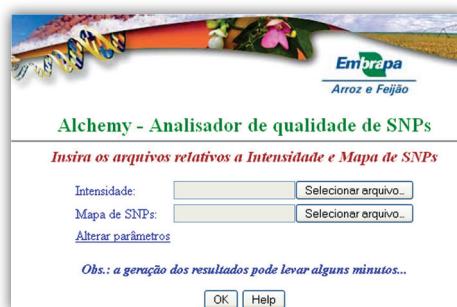 Embrapa
Arroz e Feijão
Alchemy - Analisador de qualidade de SNPs
Insira os arquivos relativos a Intensidade e Mapa de SNPs
Intensidade: Selecionar arquivo...
Mapa de SNPs: Selecionar arquivo...
Alterar parâmetros
Obs.: a geração dos resultados pode levar alguns minutos...
OK Help